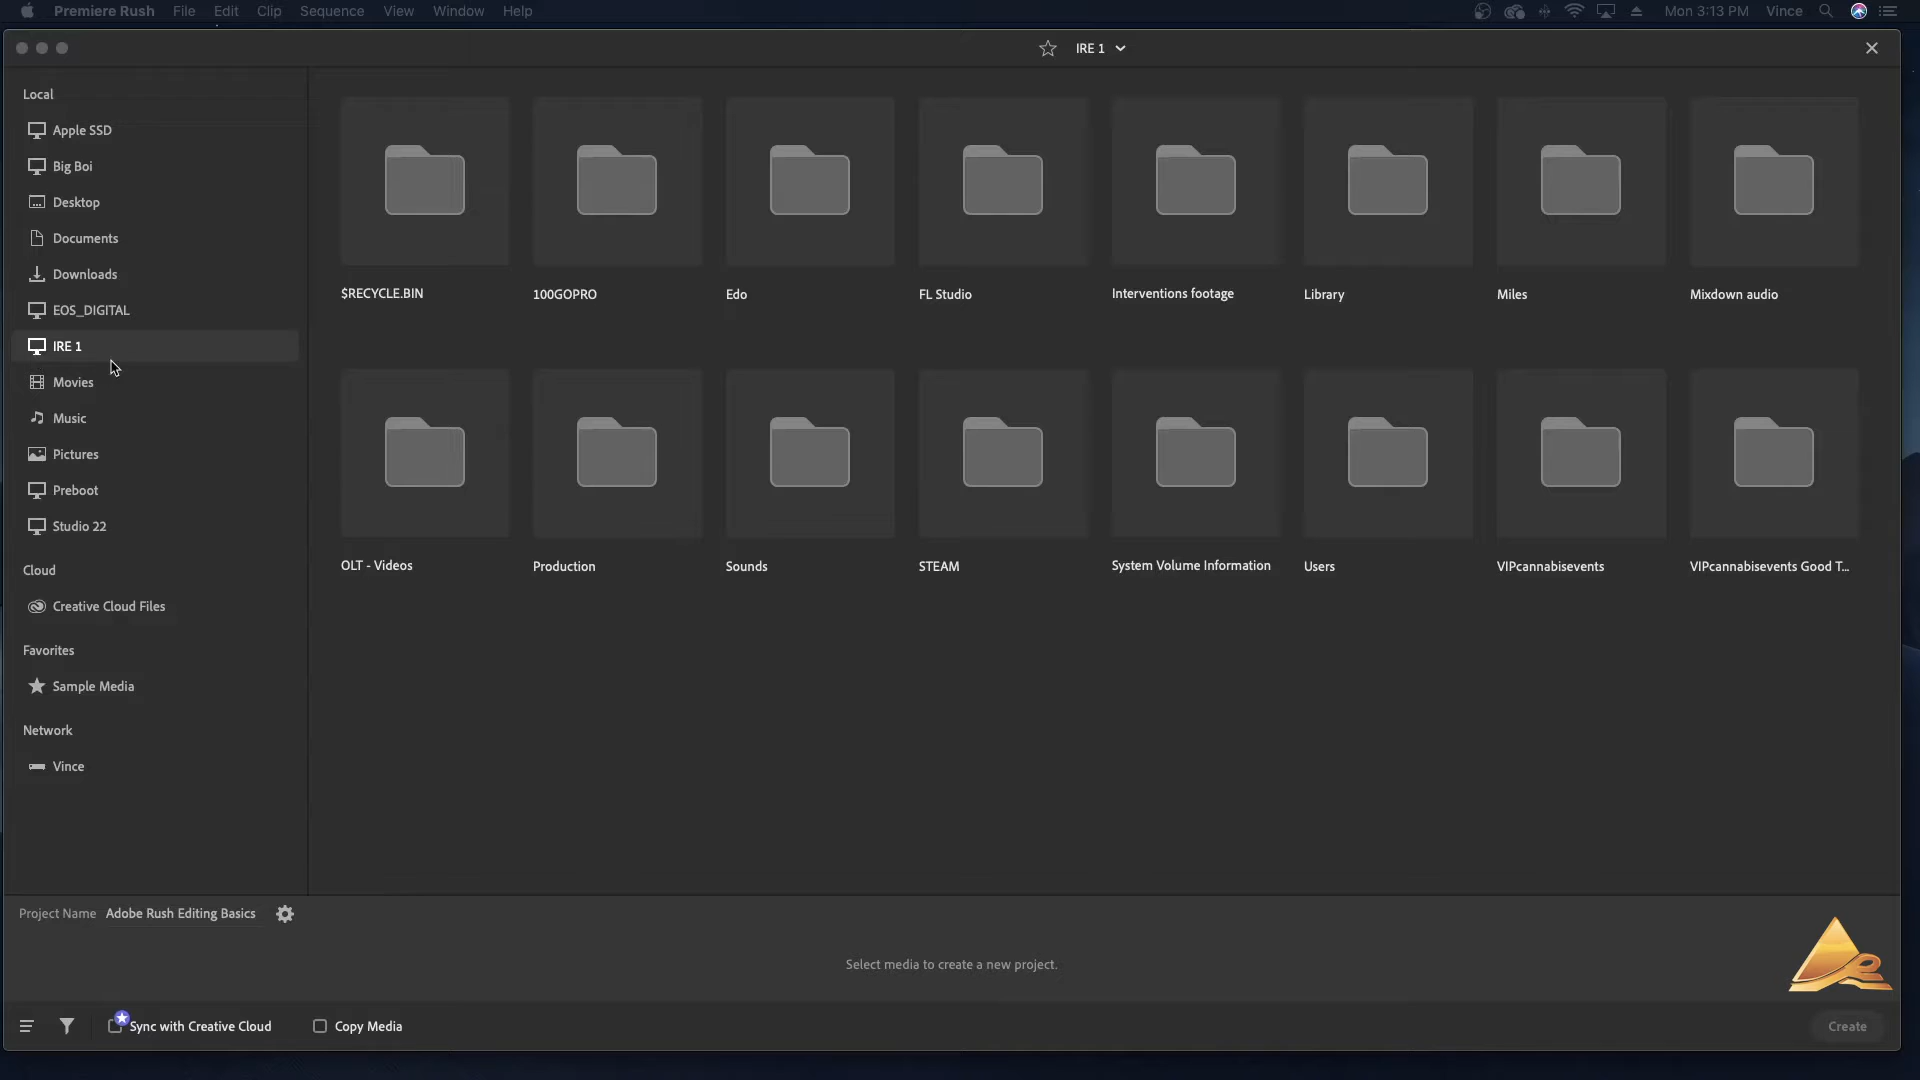 Premiere Rush File Edit Clip Sequence View Window Help Mon 3:13 PM Vince
IRE 1
Local
Apple SSD
Big Boi
Desktop
Documents
Downloads
EOS_DIGITAL
IRE 1
Movies
Music
Pictures
Preboot
Studio 22
Cloud
Creative Cloud Files
Favorites
Sample Media
Network
Vince
$RECYCLE.BIN 100GOPRO Edo FL Studio Interventions footage Library Miles Mixdown audio
OLT - Videos Production Sounds STEAM System Volume Information Users VIPcannabisevents VIPcannabisevents Good T...
Project Name Adobe Rush Editing Basics
Select media to create a new project.
Sync with Creative Cloud Copy Media Create